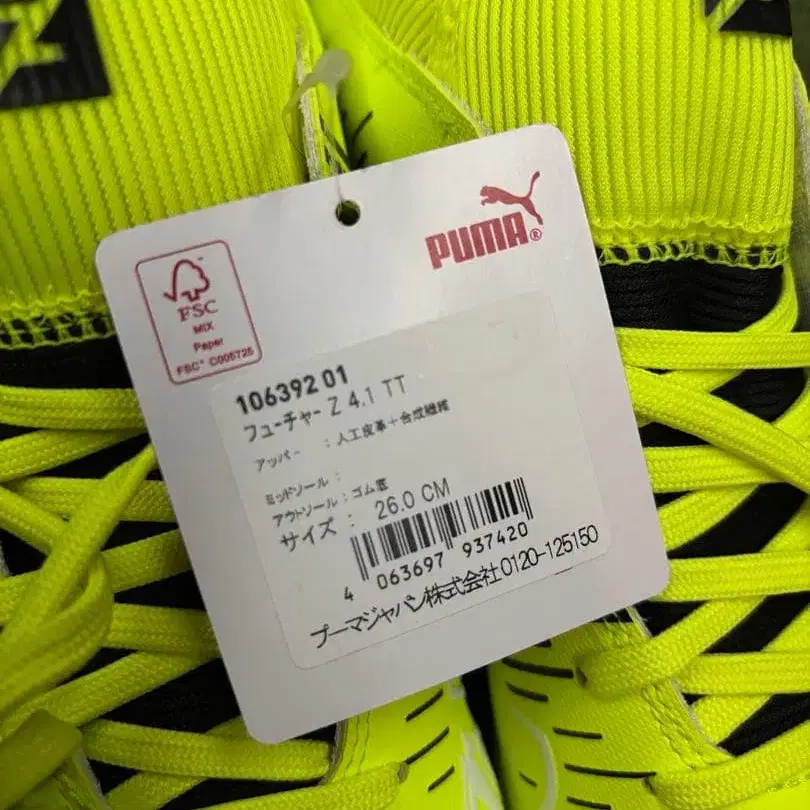 PUMA®
FSC
MIX
Paper
FSC® C005725
106392 01
フューチャー Z 4.1 TT
アッパー : 人工皮革+合成繊維
ミッドソール :
アウトソール : ゴム底
サイズ : 26.0 CM
4 063697 937420
プーマジャパン株式会社 0120-125150